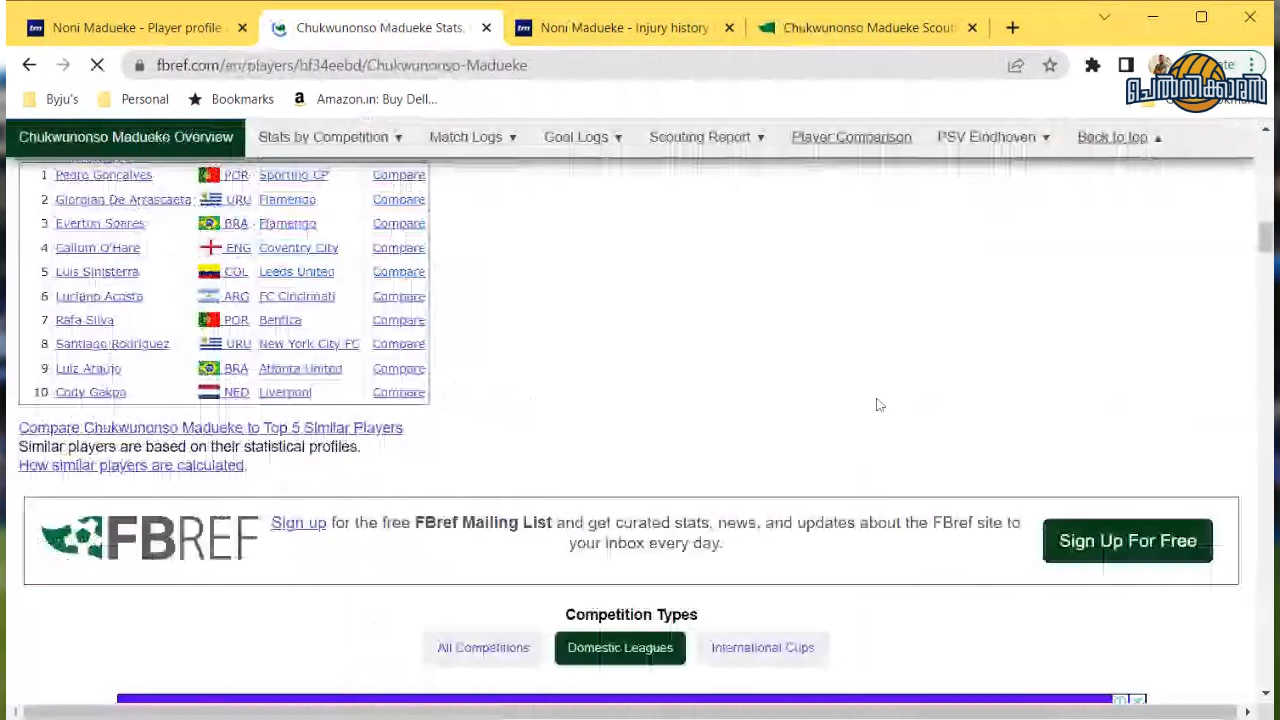 Noni Madueke - Player profile
Chukwunonso Madueke Stats,
Noni Madueke - Injury history
Chukwunonso Madueke Scout
fbref.com/en/players/bf34eebd/Chukwunonso-Madueke
Byju's
Personal
Bookmarks
Amazon.in: Buy Dell...
ചെൽസിക്കാരൻ
Chukwunonso Madueke Overview
Stats by Competition
Match Logs
Goal Logs
Scouting Report
Player Comparison
PSV Eindhoven
Back to top
1 Pedro Gonçalves POR Sporting CP Compare
2 Giorgian De Arrascaeta URU Flamengo Compare
3 Everton Soares BRA Flamengo Compare
4 Callum O'Hare ENG Coventry City Compare
5 Luis Sinisterra COL Leeds United Compare
6 Luciano Acosta ARG FC Cincinnati Compare
7 Rafa Silva POR Benfica Compare
8 Santiago Rodríguez URU New York City FC Compare
9 Luiz Araújo BRA Atlanta United Compare
10 Cody Gakpo NED Liverpool Compare
Compare Chukwunonso Madueke to Top 5 Similar Players
Similar players are based on their statistical profiles.
How similar players are calculated.
FBREF
Sign up for the free FBref Mailing List and get curated stats, news, and updates about the FBref site to
your inbox every day.
Sign Up For Free
Competition Types
All Competitions
Domestic Leagues
International Cups